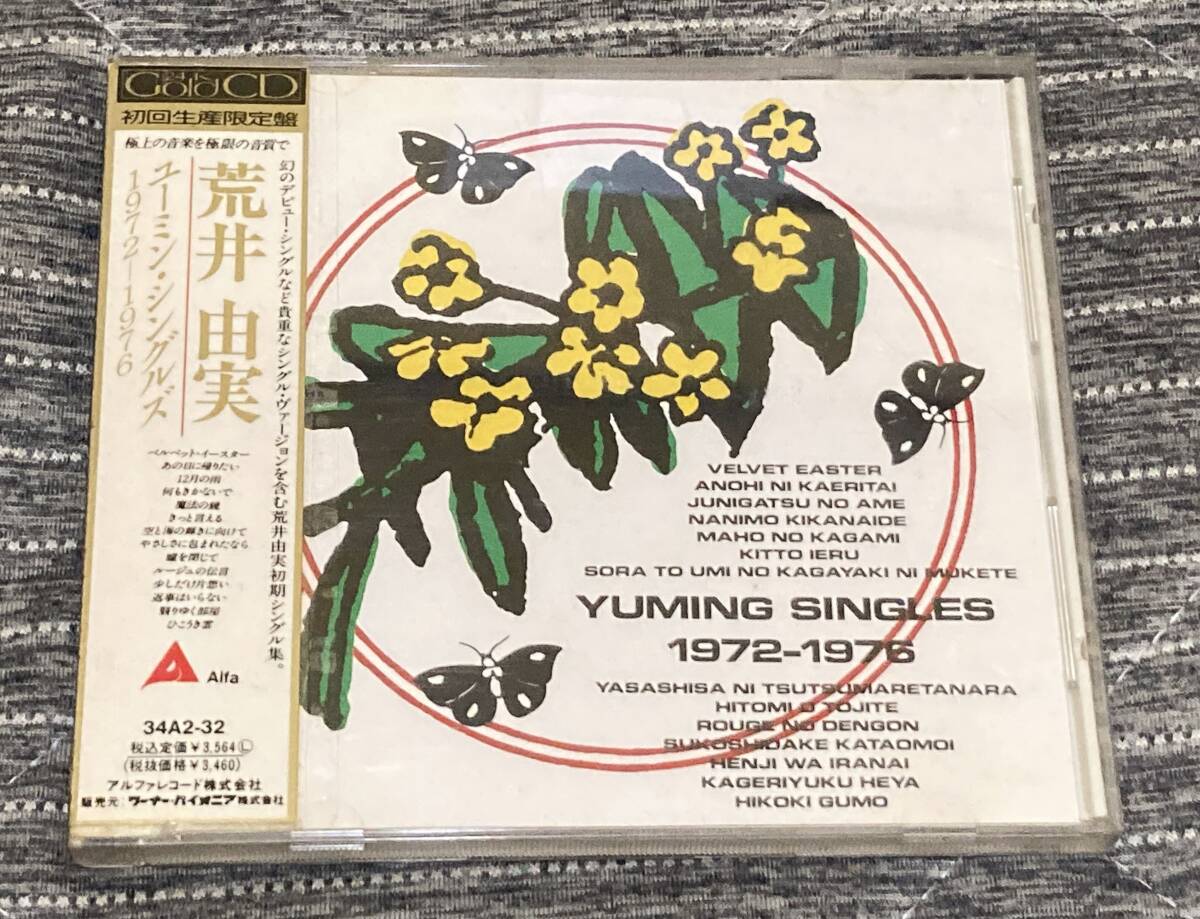 24K
Gold CD
初回生産限定盤
極上の音楽を極限の音質で
幻のデビュー・シングルなど貴重なシングル・ヴァージョンを含む荒井由実初期シングル集。
荒井 由実
ユーミン・シングルズ
1972—1976
ベルベット・イースター
あの日に帰りたい
12月の雨
何もきかないで
魔法の鏡
きっと言える
空と海の輝きに向けて
やさしさに包まれたなら
瞳を閉じて
ルージュの伝言
少しだけ片想い
返事はいらない
翳りゆく部屋
ひこうき雲
Alfa
34A2-32
税込定価¥3,564Ⓛ
(税抜価格¥3,460)
アルファレコード株式会社
販売元:ワーナー・パイオニア株式会社
VELVET EASTER
ANOHI NI KAERITAI
JUNIGATSU NO AME
NANIMO KIKANAIDE
MAHO NO KAGAMI
KITTO IERU
SORA TO UMI NO KAGAYAKI NI MUKETE
YUMING SINGLES
1972-1976
YASASHISA NI TSUTSUMARETANARA
HITOMI O TOJITE
ROUGE NO DENGON
SUKOSHIDAKE KATAOMOI
HENJI WA IRANAI
KAGERIYUKU HEYA
HIKOKI GUMO